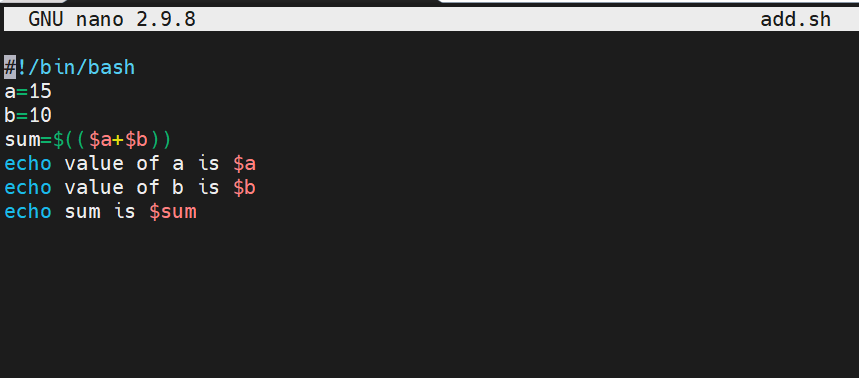 GNU nano 2.9.8 add.sh
#!/bin/bash
a=15
b=10
sum=$(($a+$b))
echo value of a is $a
echo value of b is $b
echo sum is $sum